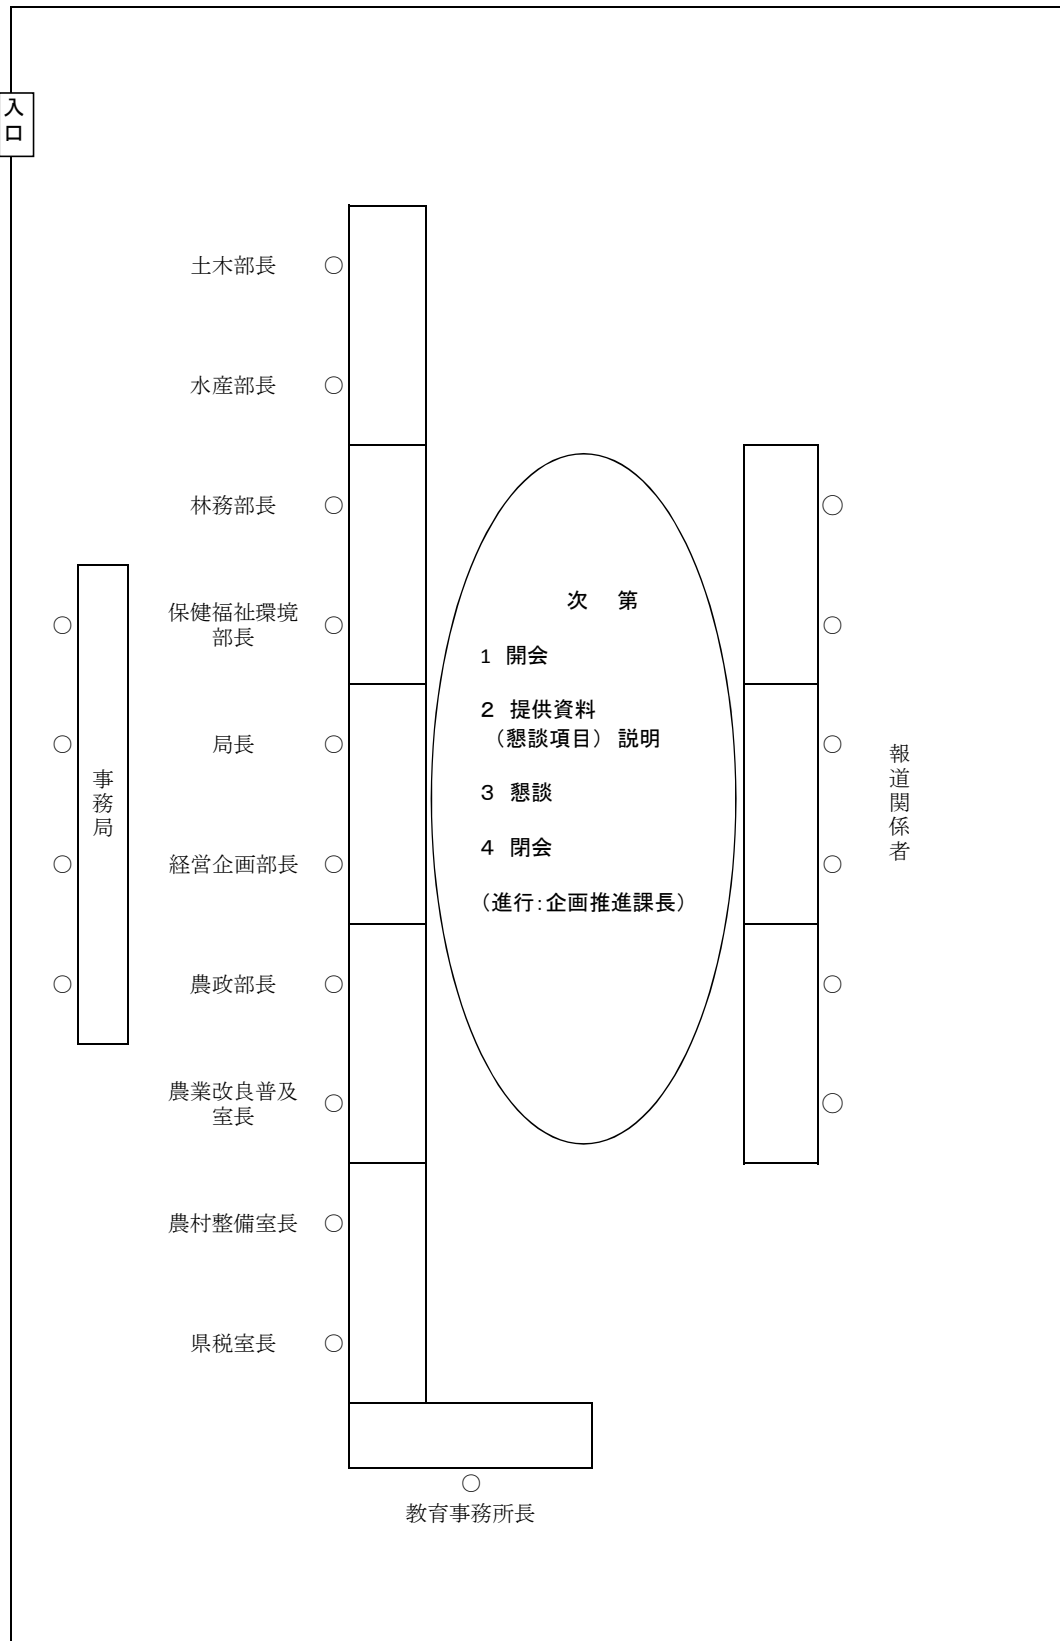 入口
土木部長 ○
水産部長 ○
林務部長 ○
保健福祉環境
部長 ○
局長 ○
経営企画部長 ○
農政部長 ○
農業改良普及
室長 ○
農村整備室長 ○
県税室長 ○
○
教育事務所長
事務局
次 第
1 開会
2 提供資料
（懇談項目） 説明
3 懇談
4 閉会
（進行：企画推進課長）
報道関係者